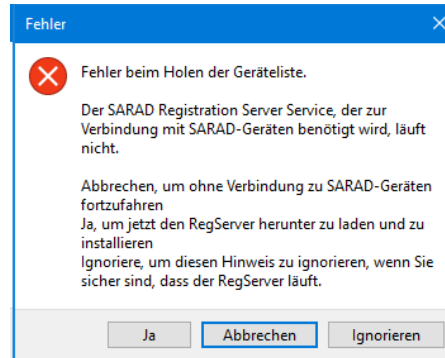 Fehler
Fehler beim Holen der Geräteliste.
Der SARAD Registration Server Service, der zur
Verbindung mit SARAD-Geräten benötigt wird, läuft
nicht.
Abbrechen, um ohne Verbindung zu SARAD-Geräten
fortzufahren
Ja, um jetzt den RegServer herunter zu laden und zu
installieren
Ignoriere, um diesen Hinweis zu ignorieren, wenn Sie
sicher sind, dass der RegServer läuft.
Ja
Abbrechen
Ignorieren